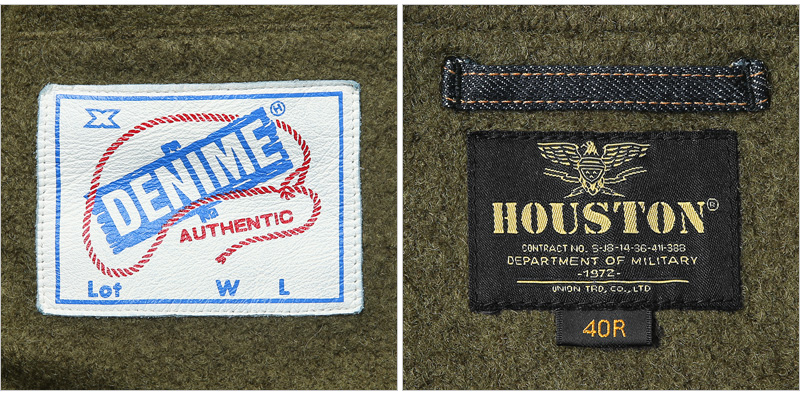 X
DENIME®
AUTHENTIC
Lot W L
HOUSTON®
CONTRACT NO. S-J8-14-36-411-388
DEPARTMENT OF MILITARY
-1972-
UNION TRD, CO., LTD
40R